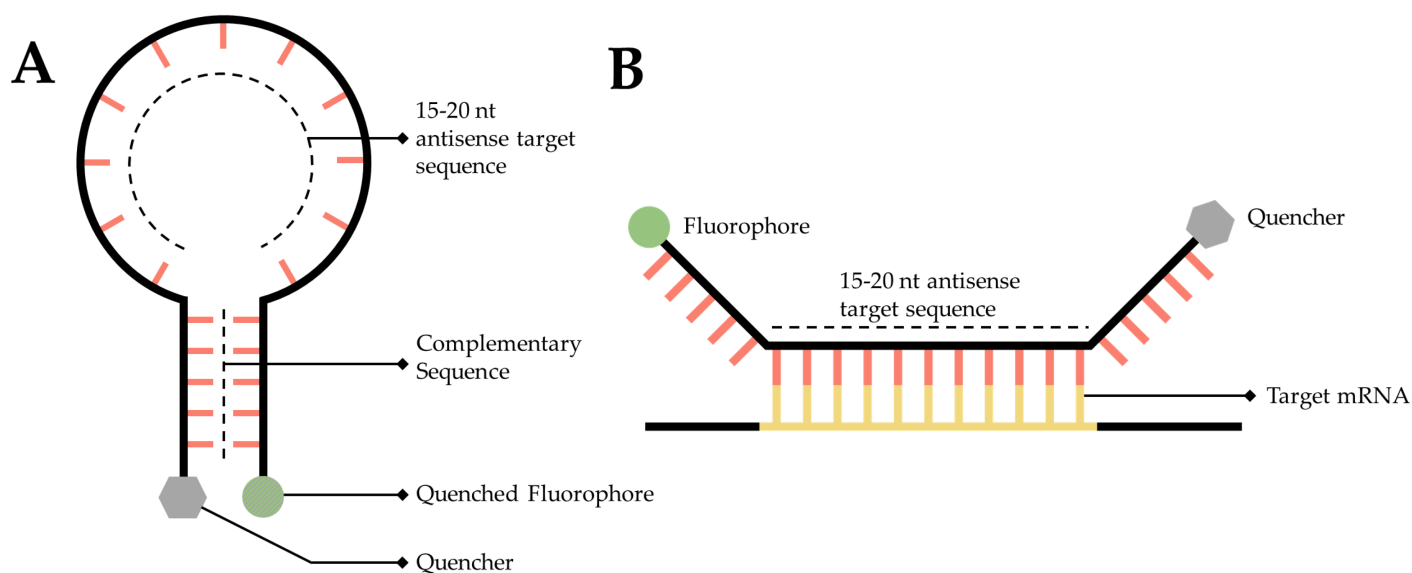 A
15-20 nt
antisense target
sequence
Complementary
Sequence
Quenched Fluorophore
Quencher
B
Fluorophore
Quencher
15-20 nt antisense
target sequence
Target mRNA